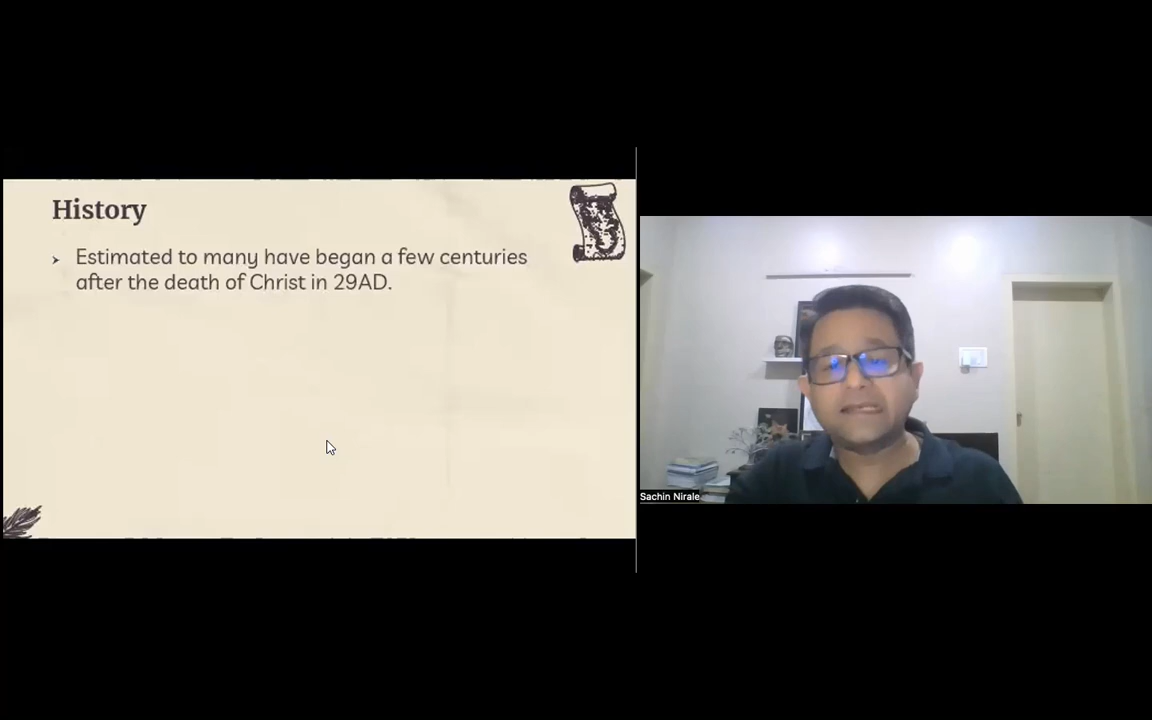 History
Estimated to many have began a few centuries
after the death of Christ in 29AD.
Sachin Nirale